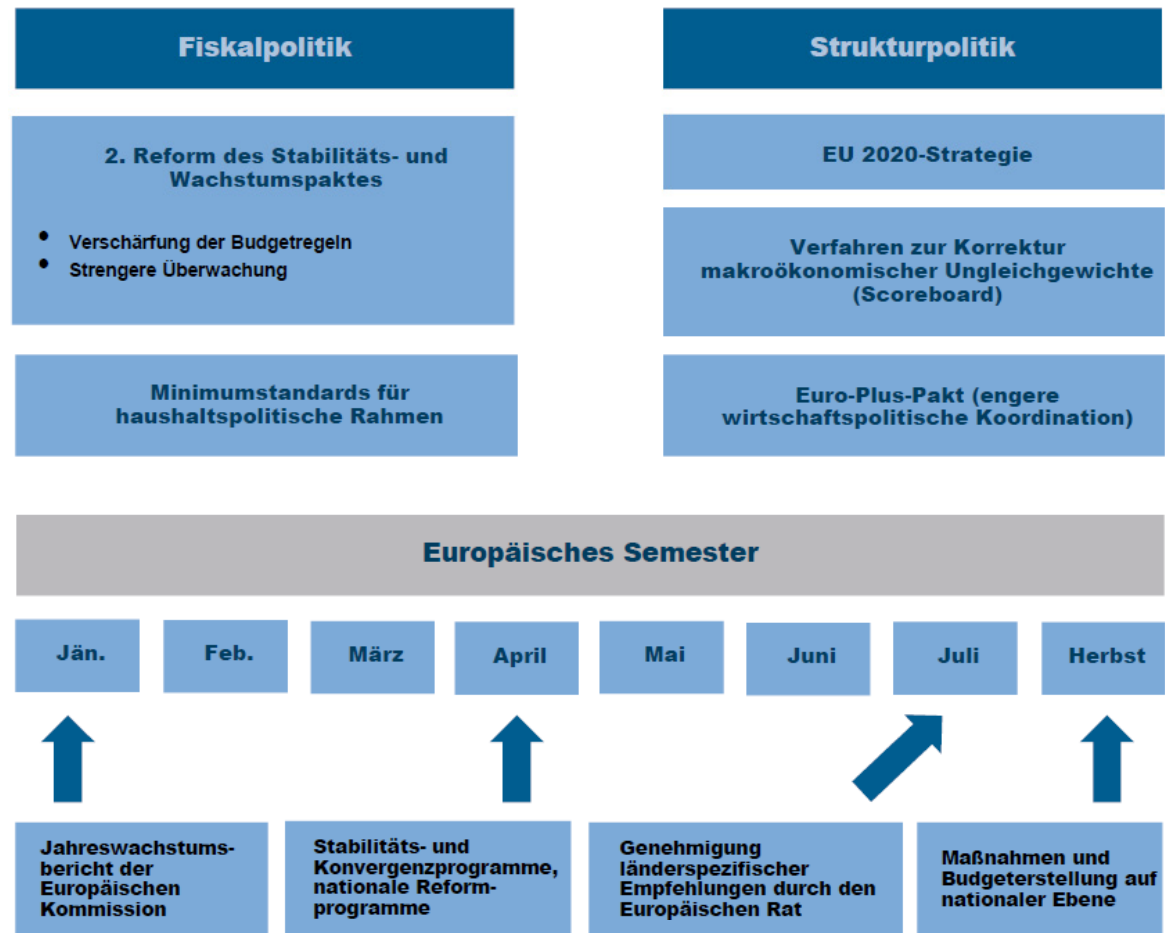 Fiskalpolitik
2. Reform des Stabilitäts- und
Wachstumspaktes
• Verschärfung der Budgetregeln
• Strengere Überwachung
Minimumstandards für
haushaltspolitische Rahmen
Strukturpolitik
EU 2020-Strategie
Verfahren zur Korrektur
makroökonomischer Ungleichgewichte
(Scoreboard)
Euro-Plus-Pakt (engere
wirtschaftspolitische Koordination)
Europäisches Semester
Jän.
Feb.
März
April
Mai
Juni
Juli
Herbst
Jahreswachstums-
bericht der
Europäischen
Kommission
Stabilitäts- und
Konvergenzprogramme,
nationale Reform-
programme
Genehmigung
länderspezifischer
Empfehlungen durch den
Europäischen Rat
Maßnahmen und
Budgeterstellung auf
nationaler Ebene